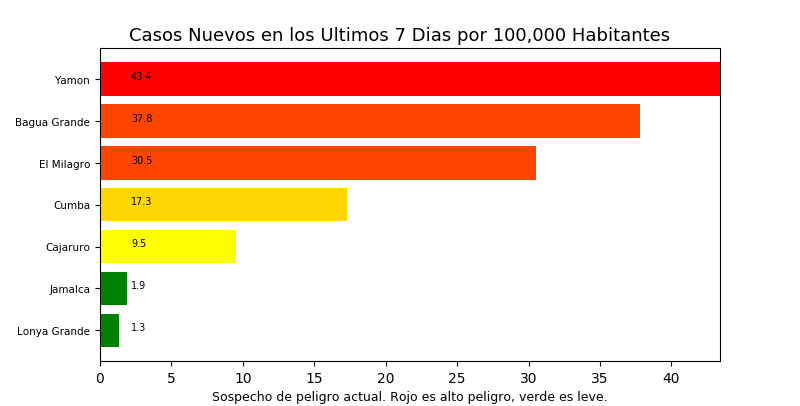 Casos Nuevos en los Ultimos 7 Dias por 100,000 Habitantes
Yamon 43.4
Bagua Grande 37.8
El Milagro 30.5
Cumba 17.3
Cajaruro 9.5
Jamalca 1.9
Lonya Grande 1.3
0 5 10 15 20 25 30 35 40
Sospecho de peligro actual. Rojo es alto peligro, verde es leve.